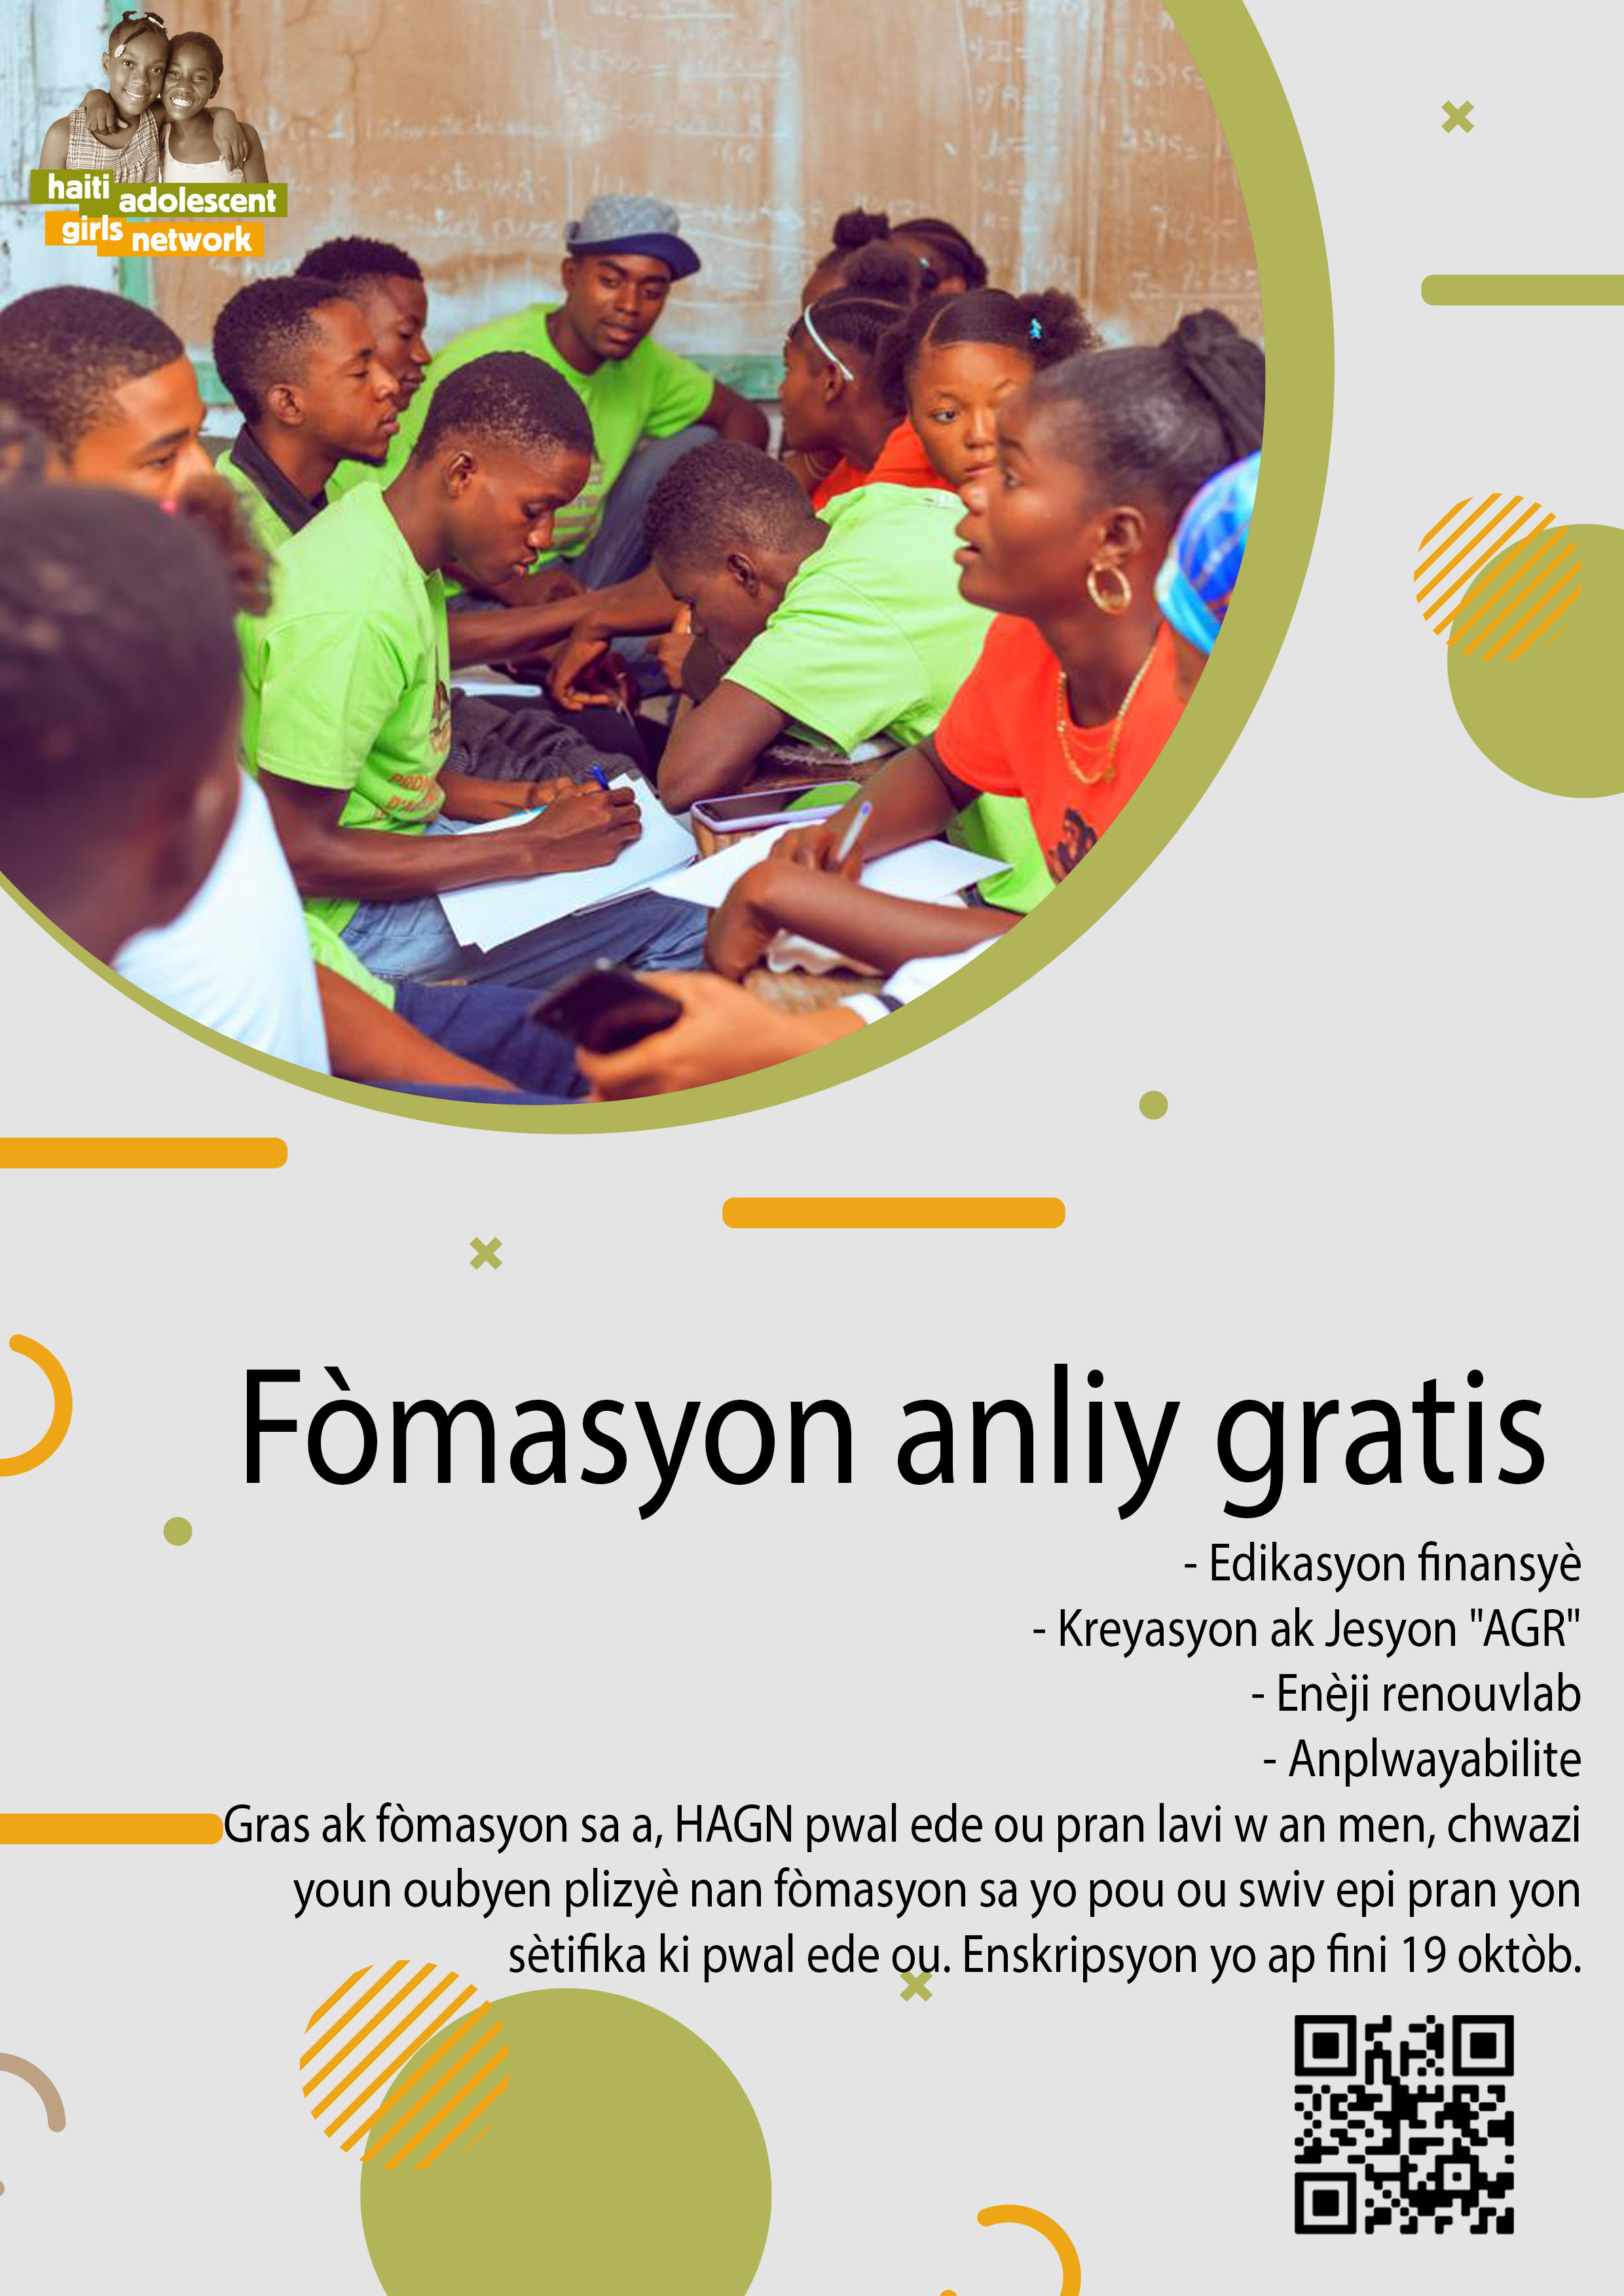 haiti adolescent
girls network
Fòmasyon anliy gratis
- Edikasyon finansyè
- Kreyasyon ak Jesyon "AGR"
- Enèji renouvlab
- Anplwayabilite
Gras ak fòmasyon sa a, HAGN pwal ede ou pran lavi w an men, chwazi
youn oubyen plizyè nan fòmasyon sa yo pou ou swiv epi pran yon
sètifika ki pwal ede ou. Enskripsyon yo ap fini 19 oktòb.